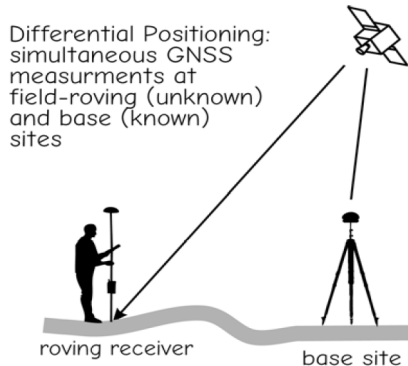 Differential Positioning:
simultaneous GNSS
measurments at
field-roving (unknown)
and base (known)
sites
roving receiver
base site